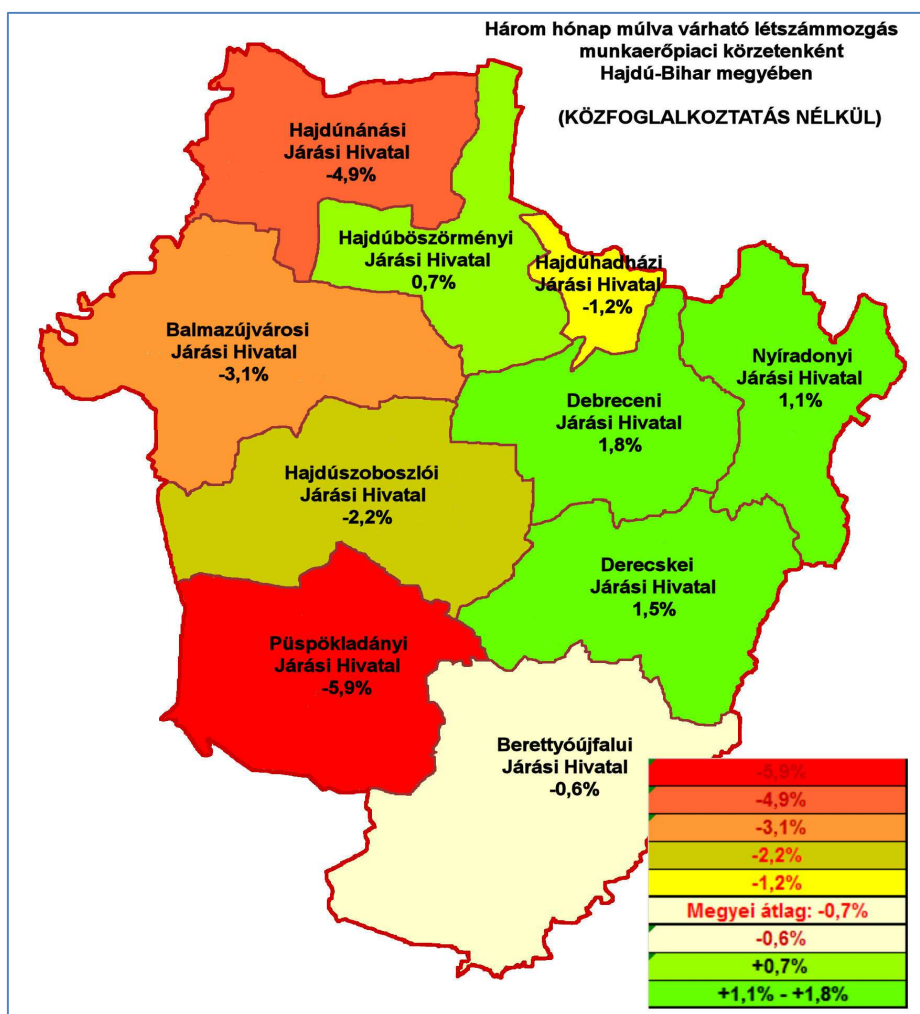 Három hónap múlva várható létszámmozgás
munkaerőpiaci körzetenként
Hajdú-Bihar megyében
(KÖZFOGLALKOZTATÁS NÉLKÜL)
Hajdúnánási
Járási Hivatal
-4,9%
Hajdúböszörményi
Járási Hivatal
0,7%
Hajdúhadházi
Járási Hivatal
-1,2%
Balmazújvárosi
Járási Hivatal
-3,1%
Nyíradonyi
Járási Hivatal
1,1%
Debreceni
Járási Hivatal
1,8%
Hajdúszoboszlói
Járási Hivatal
-2,2%
Derecskei
Járási Hivatal
1,5%
Püspökladányi
Járási Hivatal
-5,9%
Berettyóújfalui
Járási Hivatal
-0,6%
-5,9%
-4,9%
-3,1%
-2,2%
-1,2%
Megyei átlag: -0,7%
-0,6%
+0,7%
+1,1% - +1,8%